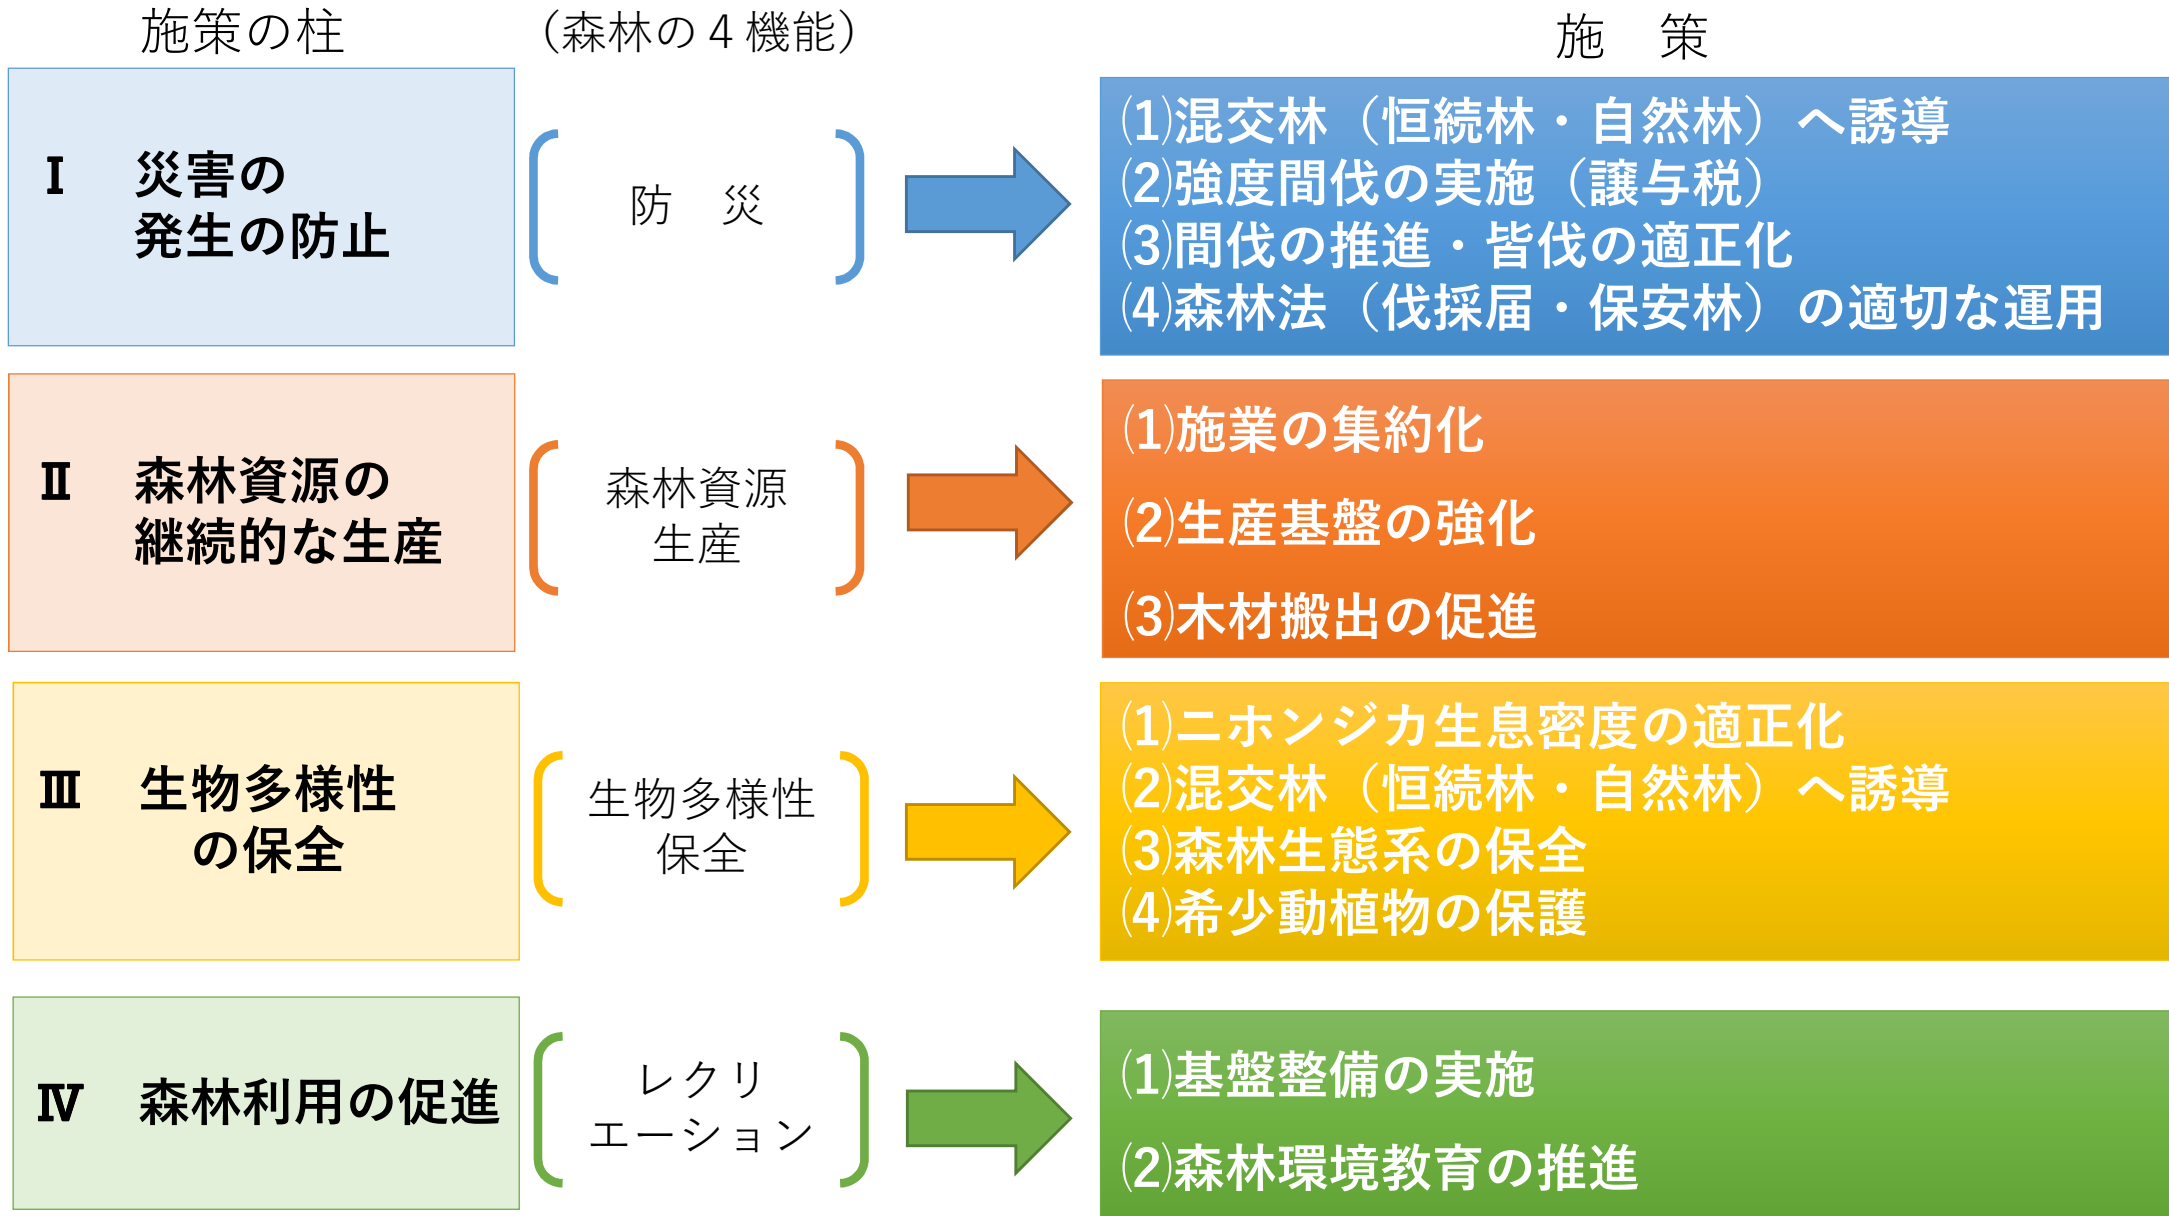 施策の柱
（森林の４機能）
施　策
Ⅰ　災害の
発生の防止
防　災
⑴混交林（恒続林・自然林）へ誘導
⑵強度間伐の実施（譲与税）
⑶間伐の推進・皆伐の適正化
⑷森林法（伐採届・保安林）の適切な運用
Ⅱ　森林資源の
継続的な生産
森林資源
生産
⑴施業の集約化
⑵生産基盤の強化
⑶木材搬出の促進
Ⅲ　生物多様性
の保全
生物多様性
保全
⑴ニホンジカ生息密度の適正化
⑵混交林（恒続林・自然林）へ誘導
⑶森林生態系の保全
⑷希少動植物の保護
Ⅳ　森林利用の促進
レクリ
エーション
⑴基盤整備の実施
⑵森林環境教育の推進